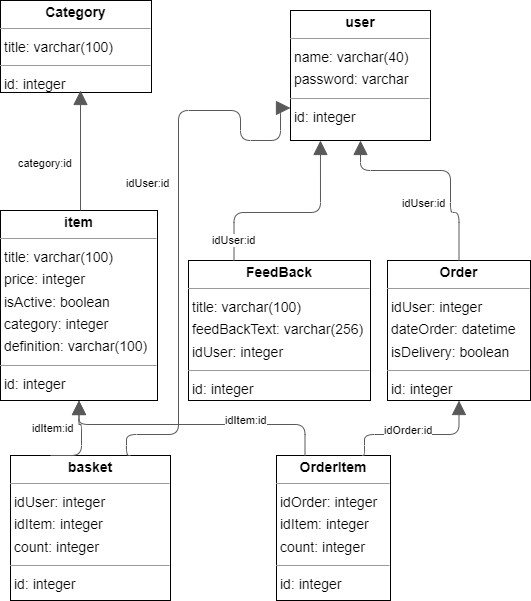 Category
title: varchar(100)
id: integer
user
name: varchar(40)
password: varchar
id: integer
category:id
idUser:id
idUser:id
idUser:id
item
title: varchar(100)
price: integer
isActive: boolean
category: integer
definition: varchar(100)
id: integer
FeedBack
title: varchar(100)
feedBackText: varchar(256)
idUser: integer
id: integer
Order
idUser: integer
dateOrder: datetime
isDelivery: boolean
id: integer
idItem:id
idItem:id
idOrder:id
basket
idUser: integer
idItem: integer
count: integer
id: integer
OrderItem
idOrder: integer
idItem: integer
count: integer
id: integer